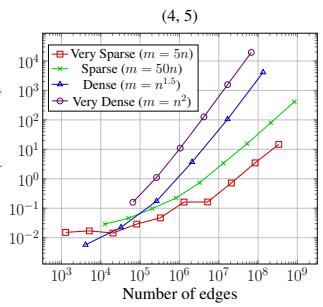 (4, 5)
Very Sparse (m = 5n)
Sparse (m = 50n)
Dense (m = n^1.5)
Very Dense (m = n^2)
10^4
10^3
10^2
10^1
10^0
10^−1
10^−2
10^3 10^4 10^5 10^6 10^7 10^8 10^9
Number of edges